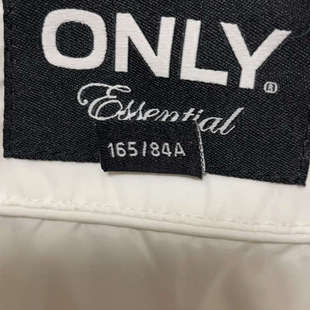 ONLY
®
Essential
165/84A